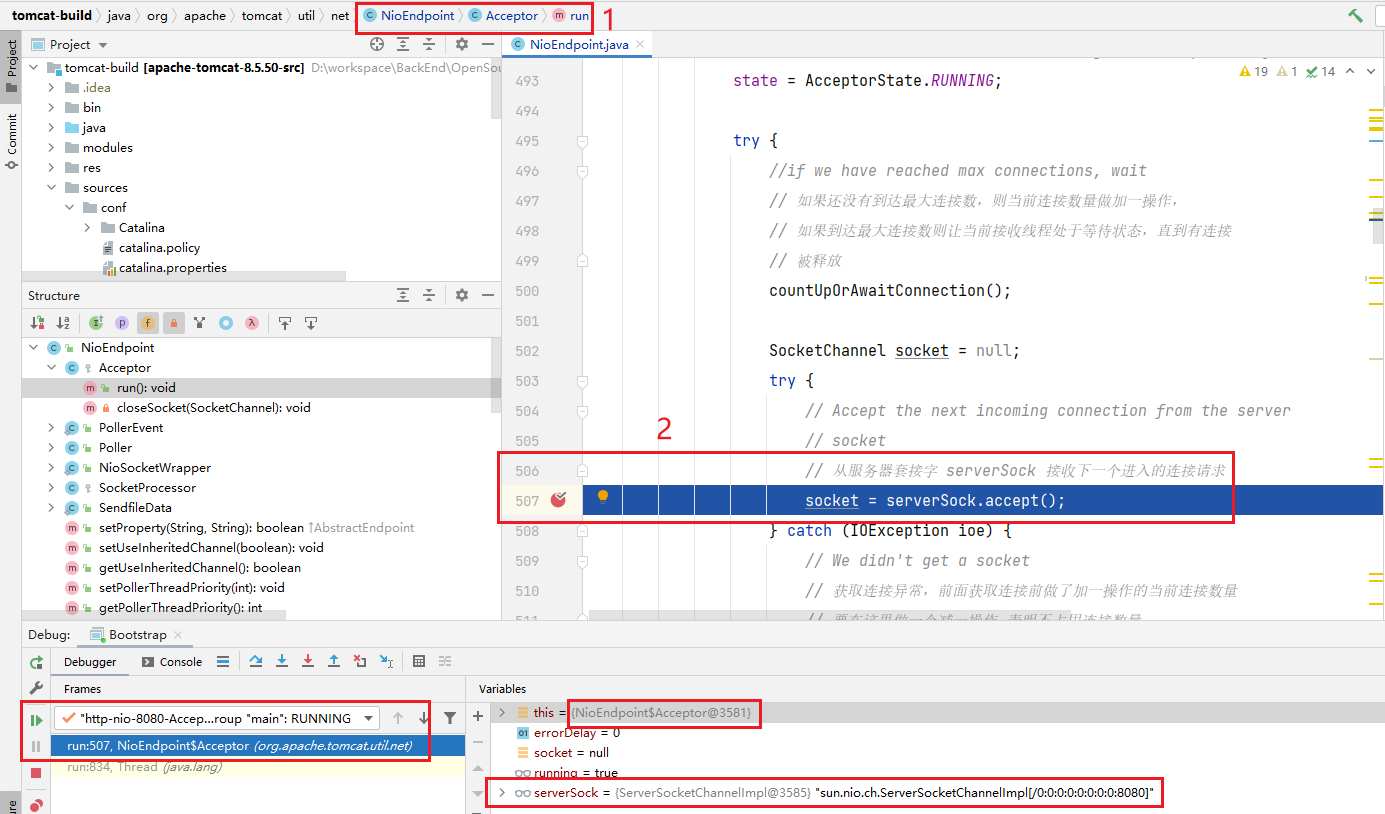 tomcat-build java org apache tomcat util net NioEndpoint Acceptor run 1
Project
NioEndpoint.java
Project
Commit
tomcat-build [apache-tomcat-8.5.50-src] D:\workspace\BackEnd\OpenSou
.idea
bin
java
modules
res
sources
conf
Catalina
catalina.policy
catalina.properties
19 1 14
493 state = AcceptorState.RUNNING;
494
495 try {
496 //if we have reached max connections, wait
497 // 如果还没有到达最大连接数，则当前连接数量做加一操作，
498 // 如果到达最大连接数则让当前接收线程处于等待状态，直到有连接
499 // 被释放
500 countUpOrAwaitConnection();
501
502 SocketChannel socket = null;
503 try {
504 // Accept the next incoming connection from the server
2
505 // socket
506 // 从服务器套接字 serverSock 接收下一个进入的连接请求
507 socket = serverSock.accept();
508 } catch (IOException ioe) {
509 // We didn't get a socket
510 // 获取连接异常，前面获取连接前做了加一操作的当前连接数量
511
Structure
NioEndpoint
Acceptor
run(): void
closeSocket(SocketChannel): void
PollerEvent
Poller
NioSocketWrapper
SocketProcessor
SendfileData
setProperty(String, String): boolean ↑AbstractEndpoint
setUseInheritedChannel(boolean): void
getUseInheritedChannel(): boolean
setPollerThreadPriority(int): void
getPollerThreadPriority(): int
Debug: Bootstrap
Debugger Console
Frames
"http-nio-8080-Accep...roup "main": RUNNING
run:507, NioEndpoint$Acceptor (org.apache.tomcat.util.net)
run:834, Thread (java.lang)
Variables
this = {NioEndpoint$Acceptor@3581}
errorDelay = 0
socket = null
running = true
serverSock = {ServerSocketChannelImpl@3585} "sun.nio.ch.ServerSocketChannelImpl[/0:0:0:0:0:0:0:0:8080]"